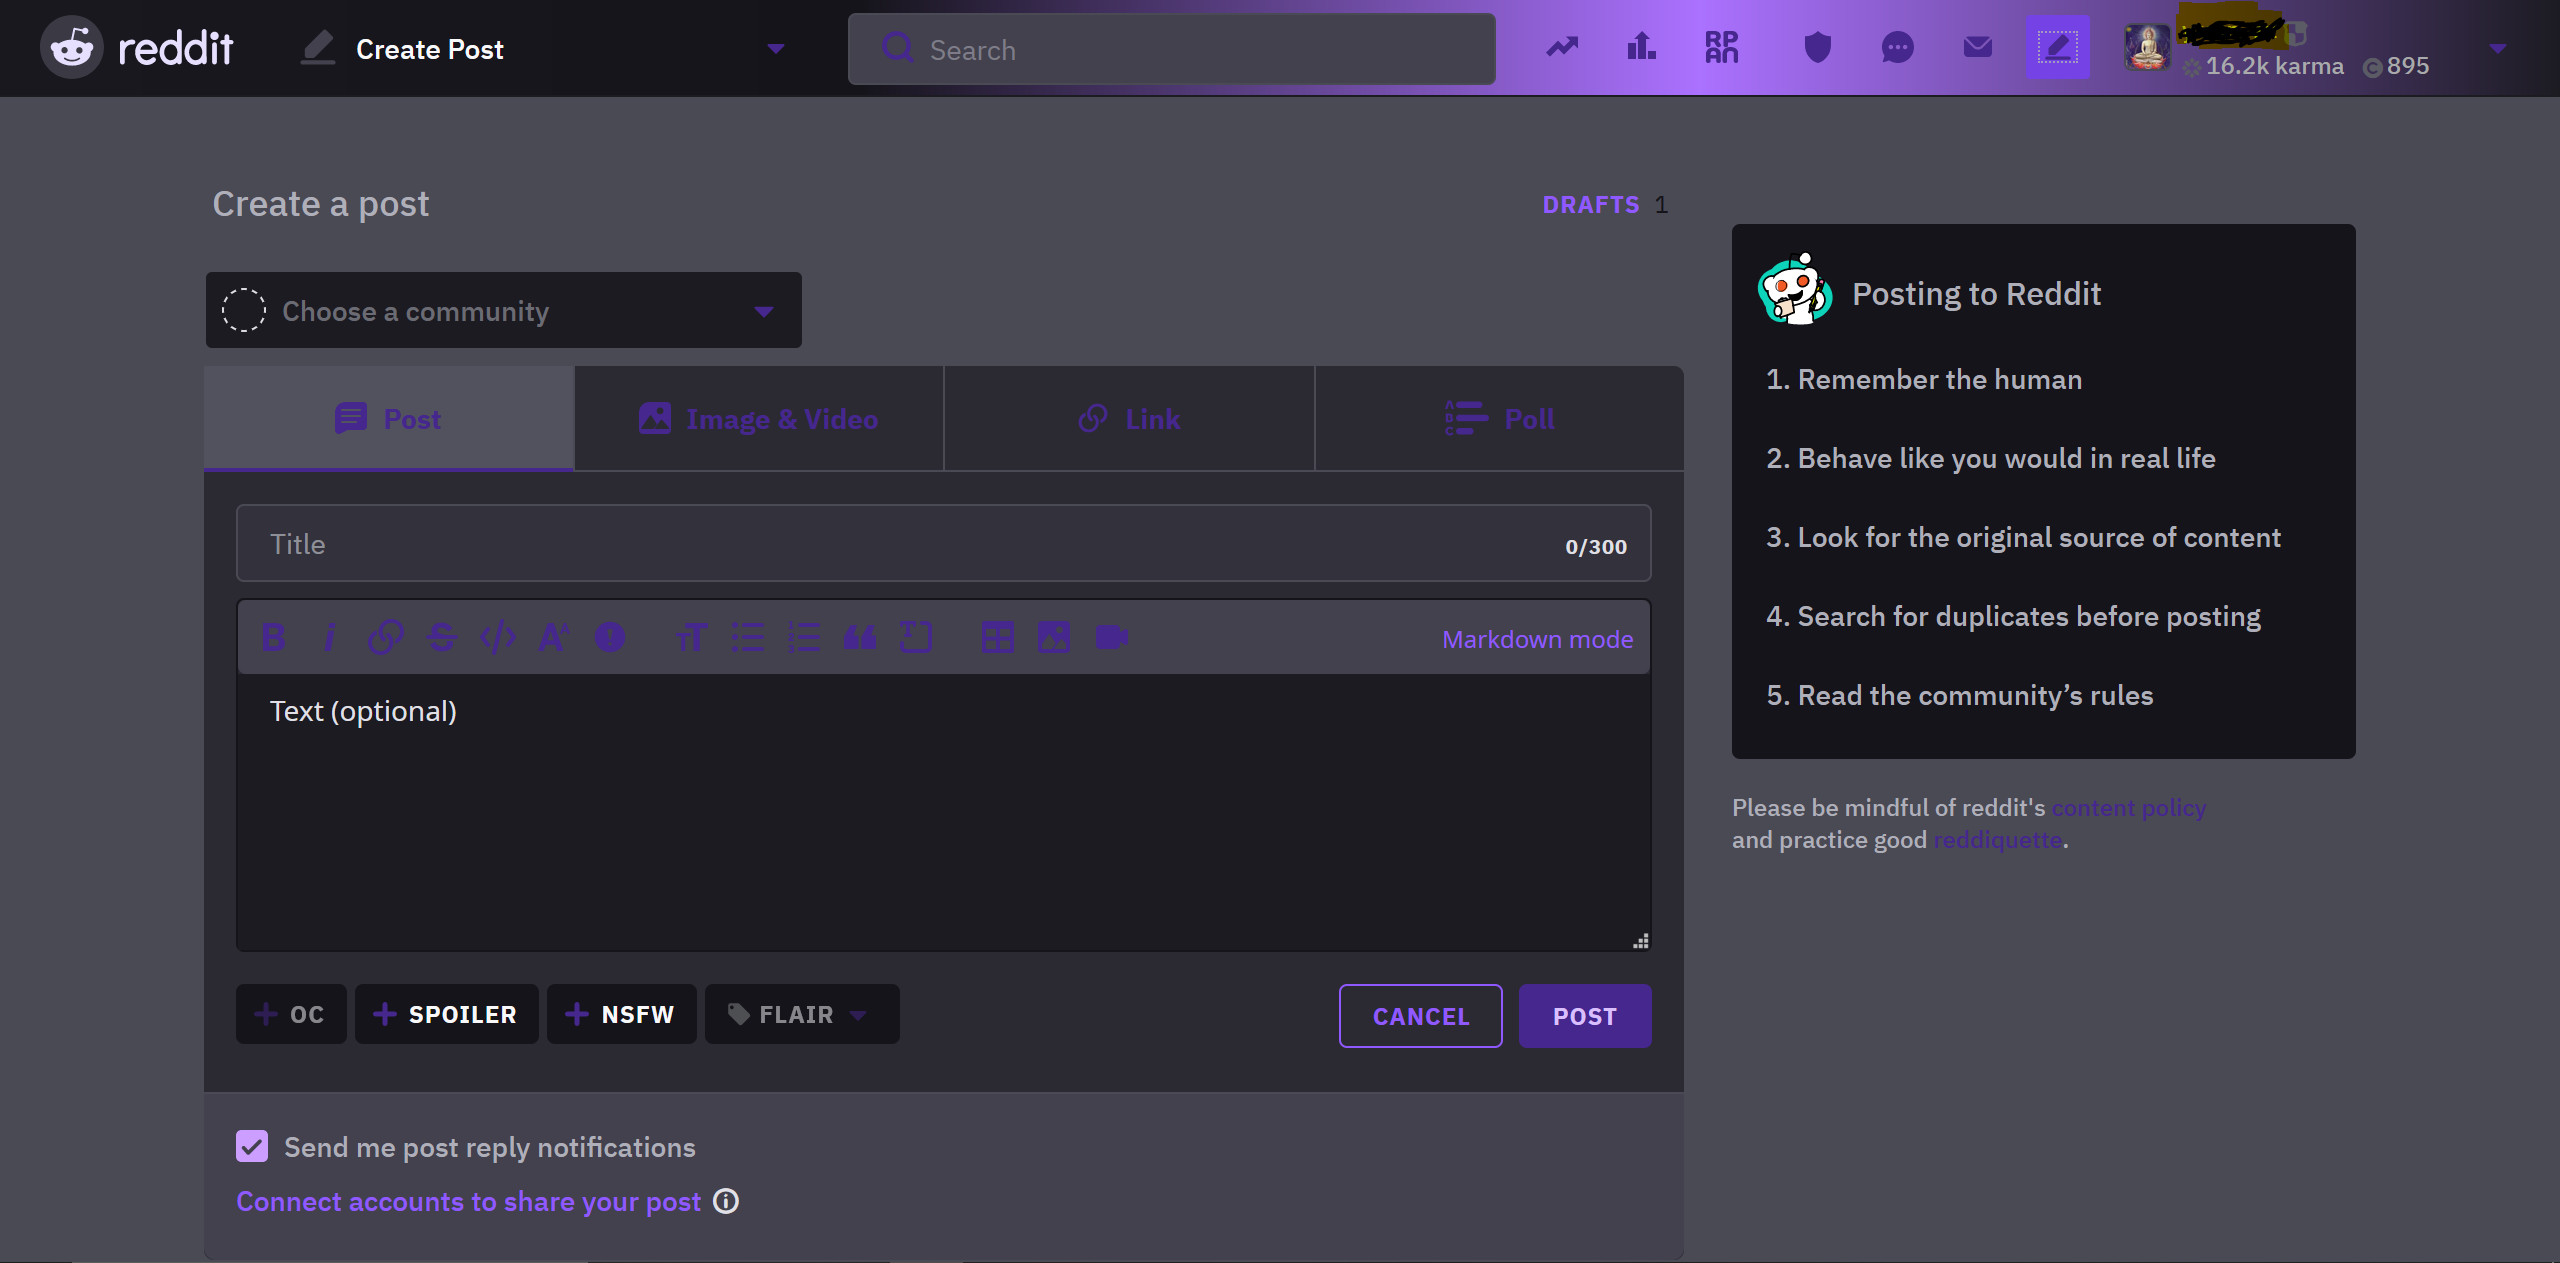 reddit
Create Post
Search
RPAN
16.2k karma
895
Create a post
DRAFTS 1
Choose a community
Post
Image & Video
Link
Poll
Title
0/300
Markdown mode
Text (optional)
OC
SPOILER
NSFW
FLAIR
CANCEL
POST
Send me post reply notifications
Connect accounts to share your post
Posting to Reddit
1. Remember the human
2. Behave like you would in real life
3. Look for the original source of content
4. Search for duplicates before posting
5. Read the community’s rules
Please be mindful of reddit's content policy
and practice good reddiquette.